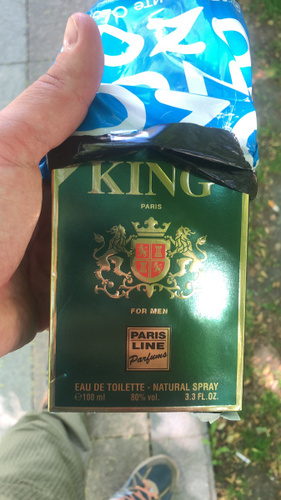 KING
PARIS
FOR MEN
PARIS
LINE
Parfums
EAU DE TOILETTE - NATURAL SPRAY
℮100 ml 80% vol. 3.3 FL.OZ.